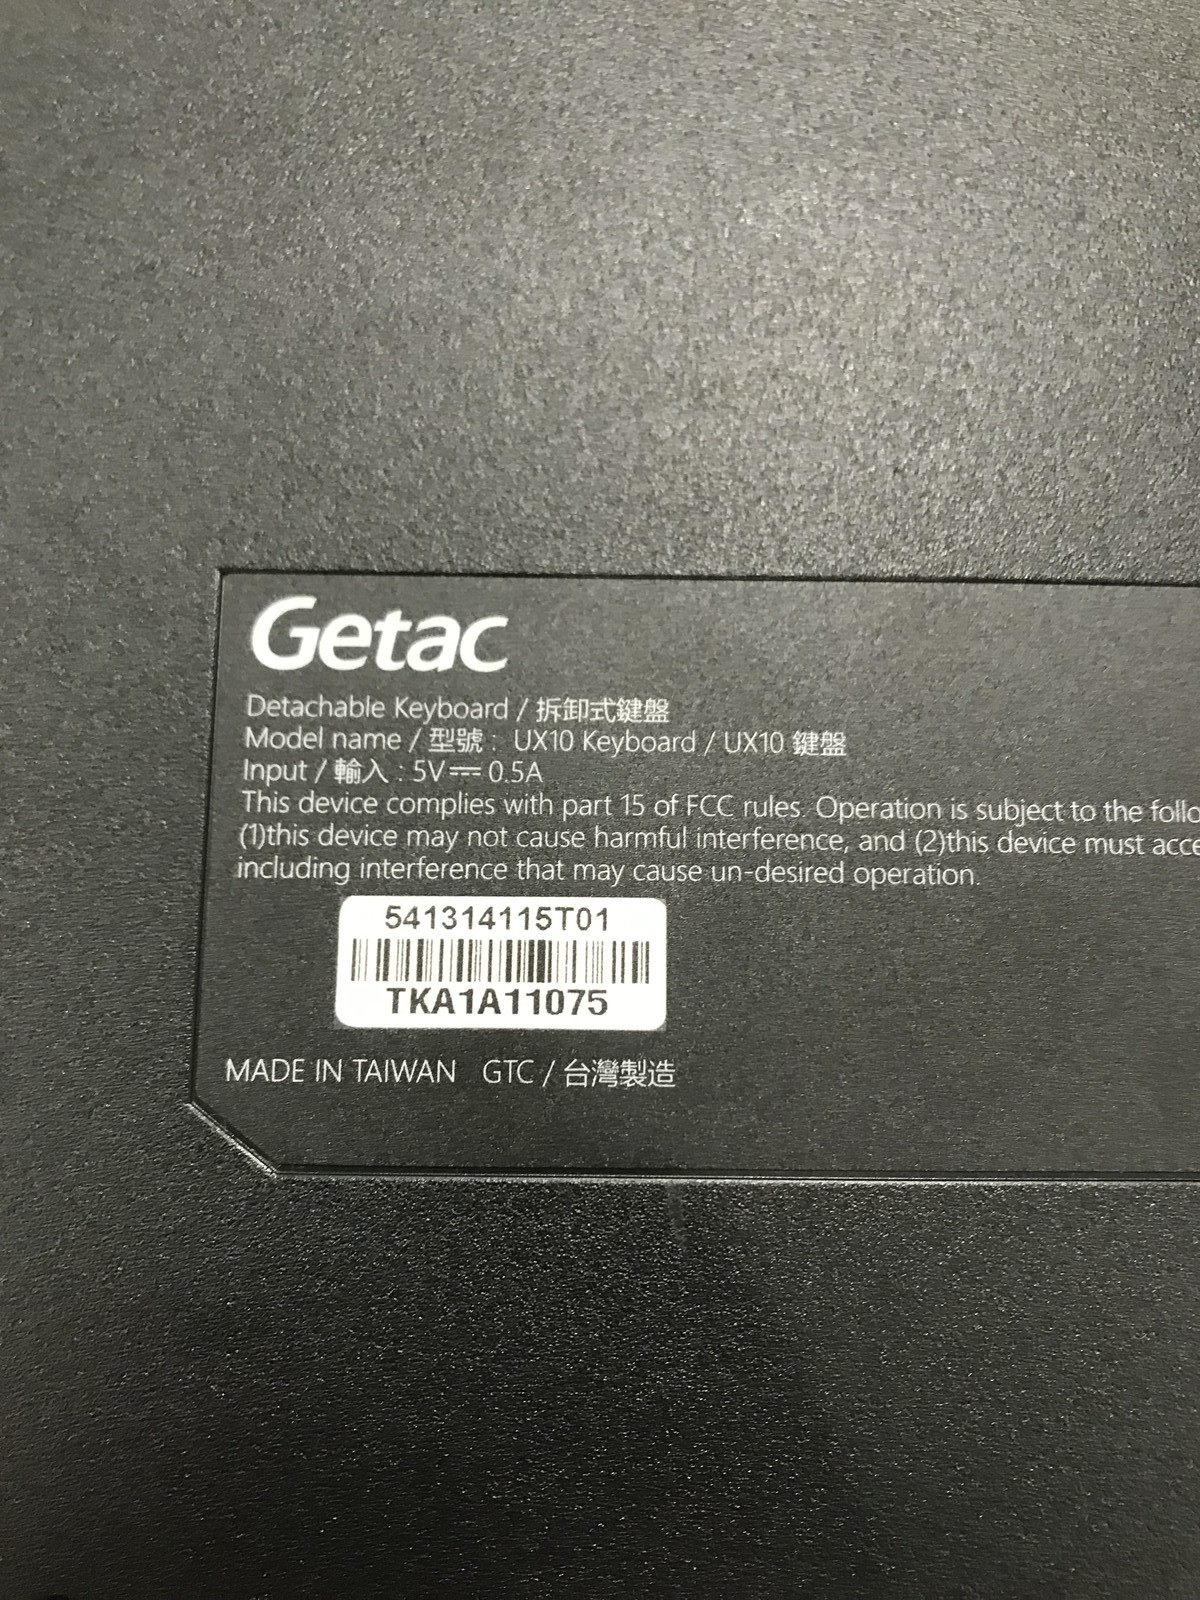 Getac
Detachable Keyboard / 拆卸式鍵盤
Model name / 型號 : UX10 Keyboard / UX10 鍵盤
Input / 輸入 : 5V⎓0.5A
This device complies with part 15 of FCC rules. Operation is subject to the follo
(1)this device may not cause harmful interference, and (2)this device must acce
including interference that may cause un-desired operation.
541314115T01
TKA1A11075
MADE IN TAIWAN GTC / 台灣製造